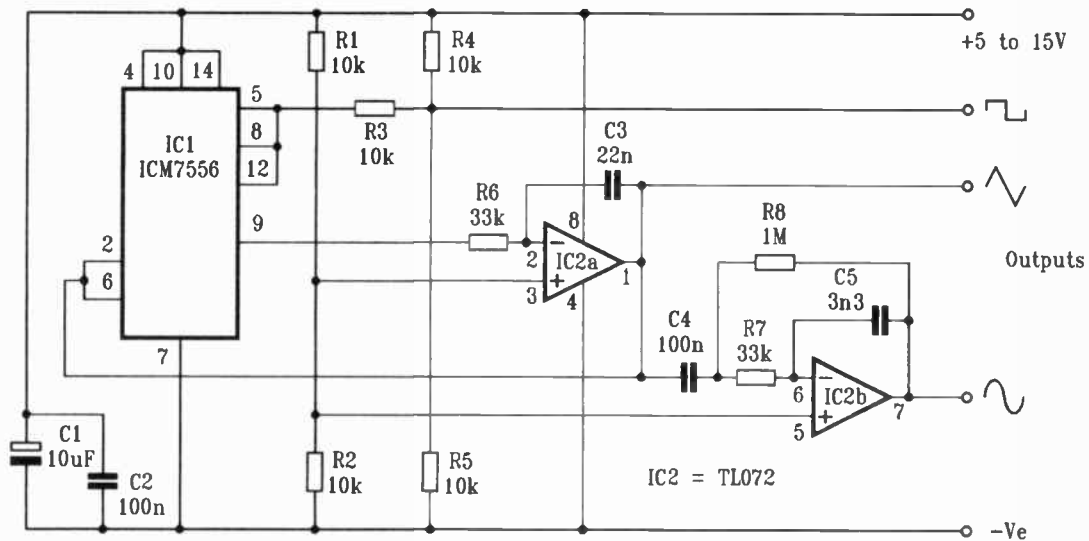 R1
10k
R4
10k
+5 to 15V
4
10
14
5
IC1
ICM7556
8
12
R3
10k
C3
22n
9
R6
33k
8
R8
1M
2
2
IC2a
1
Outputs
6
3
4
C5
3n3
C4
100n
R7
33k
7
6
IC2b
7
5
C1
10uF
C2
100n
R2
10k
R5
10k
IC2 = TL072
-Ve